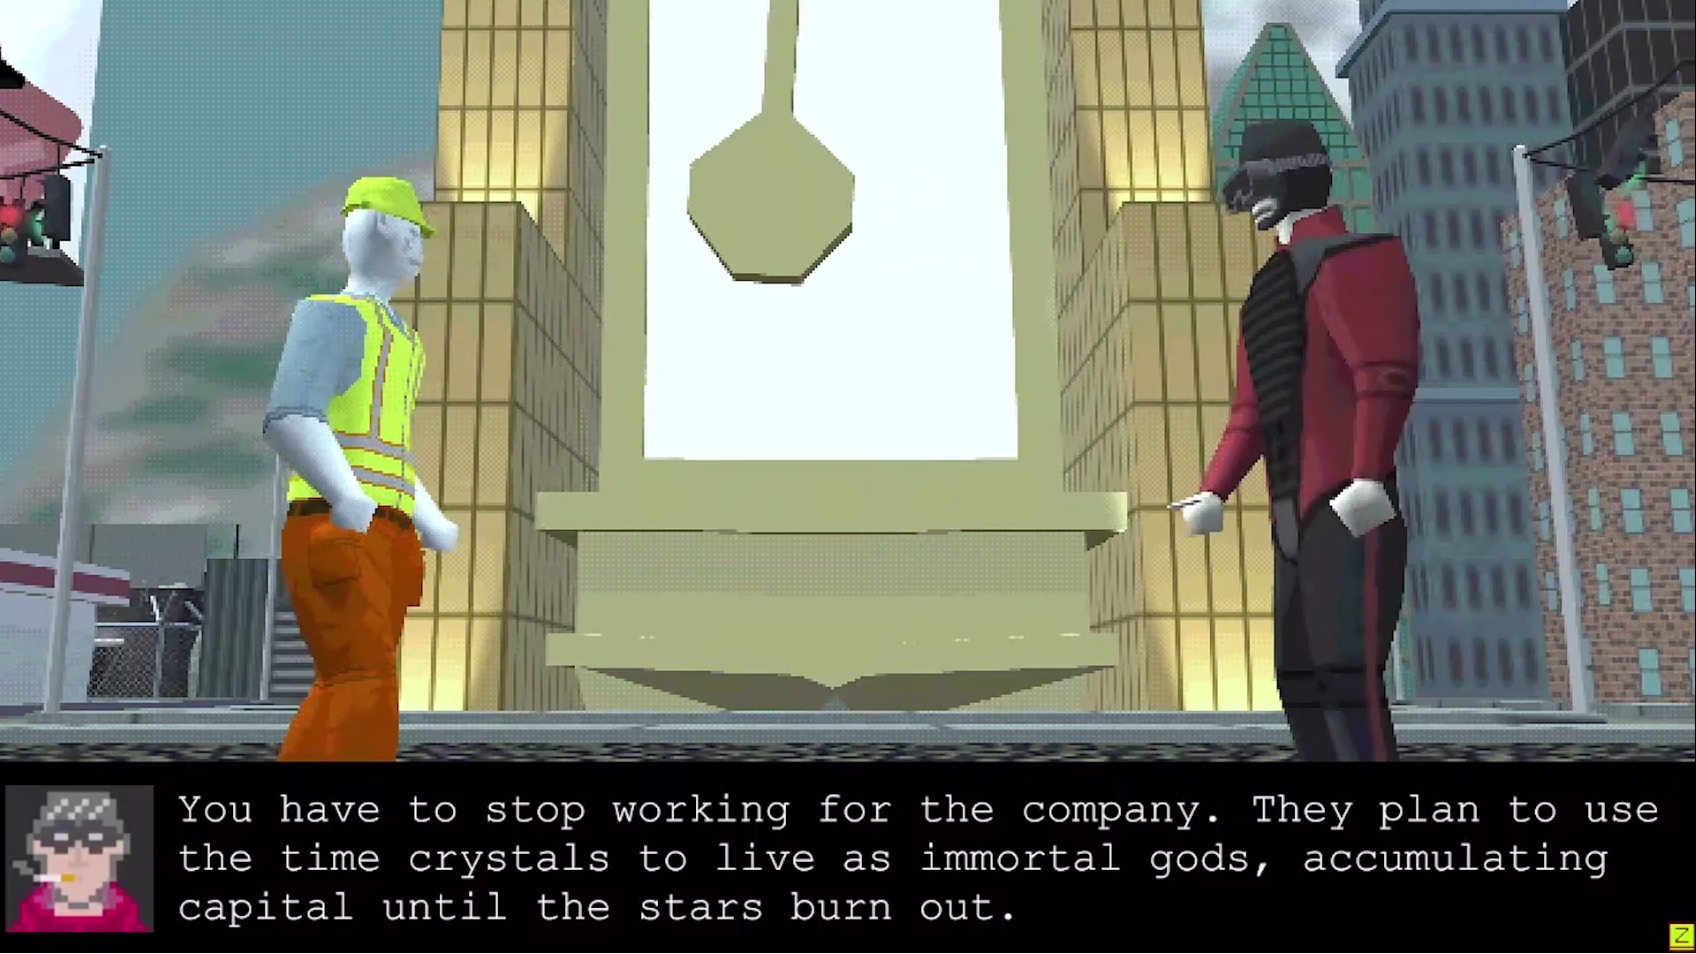 You have to stop working for the company. They plan to use
the time crystals to live as immortal gods, accumulating
capital until the stars burn out.
Z